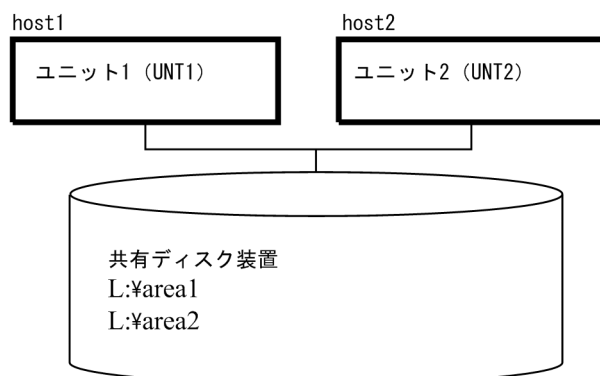 host1
host2
ユニット1（UNT1）
ユニット2（UNT2）
共有ディスク装置
L:¥area1
L:¥area2